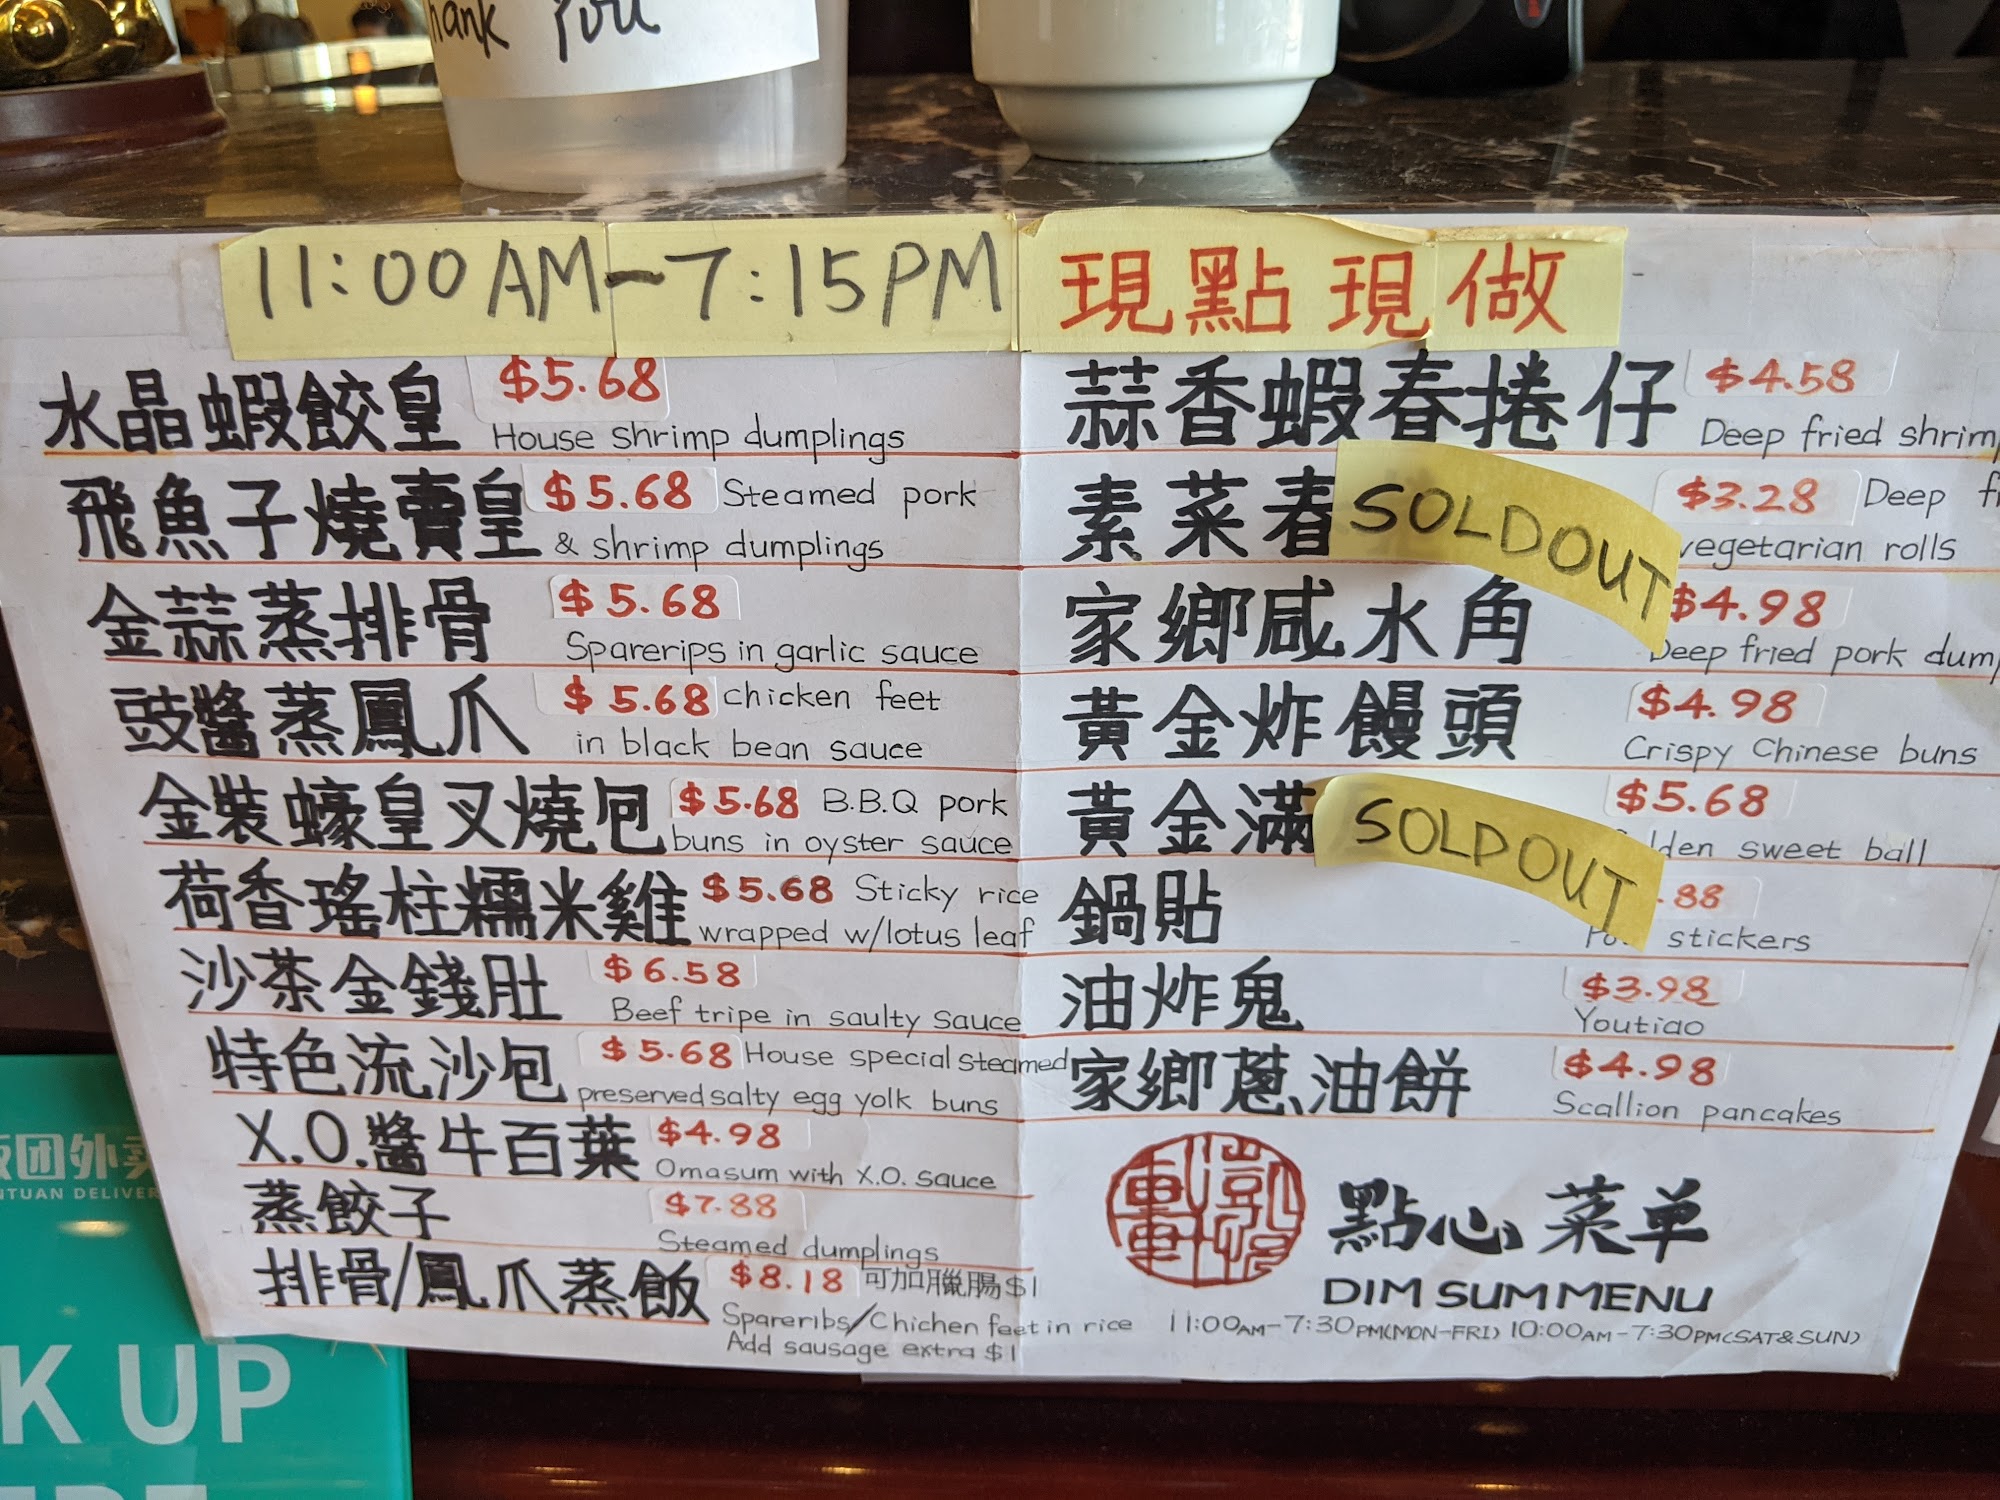 hank You
11:00AM-7:15PM 現點現做
水晶蝦餃皇 $5.68
House shrimp dumplings
飛魚子燒賣皇 $5.68 Steamed pork
& shrimp dumplings
金蒜蒸排骨 $5.68
Sparerips in garlic sauce
豉醬蒸鳳爪 $5.68 chicken feet
in black bean sauce
金裝蠔皇叉燒包 $5.68 B.B.Q pork
buns in oyster sauce
荷香瑤柱糯米雞 $5.68 Sticky rice
wrapped w/lotus leaf
沙茶金錢肚 $6.58
Beef tripe in saulty sauce
特色流沙包 $5.68 House special steamed
preserved salty egg yolk buns
X.O.醬牛百葉 $4.98
Omasum with X.O. sauce
蒸餃子 $7.88
Steamed dumplings
排骨/鳳爪蒸飯 $8.18 可加臘腸$1
Spareribs/Chichen feet in rice
Add sausage extra $1
蒜香蝦春捲仔 $4.58
Deep fried shrim
素菜春 SOLD OUT $3.28 Deep f
vegetarian rolls
家鄉咸水角 $4.98
Deep fried pork dum
黃金炸饅頭 $4.98
Crispy Chinese buns
黃金滿 SOLD OUT $5.68
lden sweet ball
鍋貼 .88
stickers
油炸鬼 $3.98
Youtiao
家鄉蔥油餅 $4.98
Scallion pancakes
點心菜单
DIM SUM MENU
11:00AM-7:30PM(MON-FRI) 10:00AM-7:30PM(SAT&SUN)
饭团外卖
NTUAN DELIVER
K UP